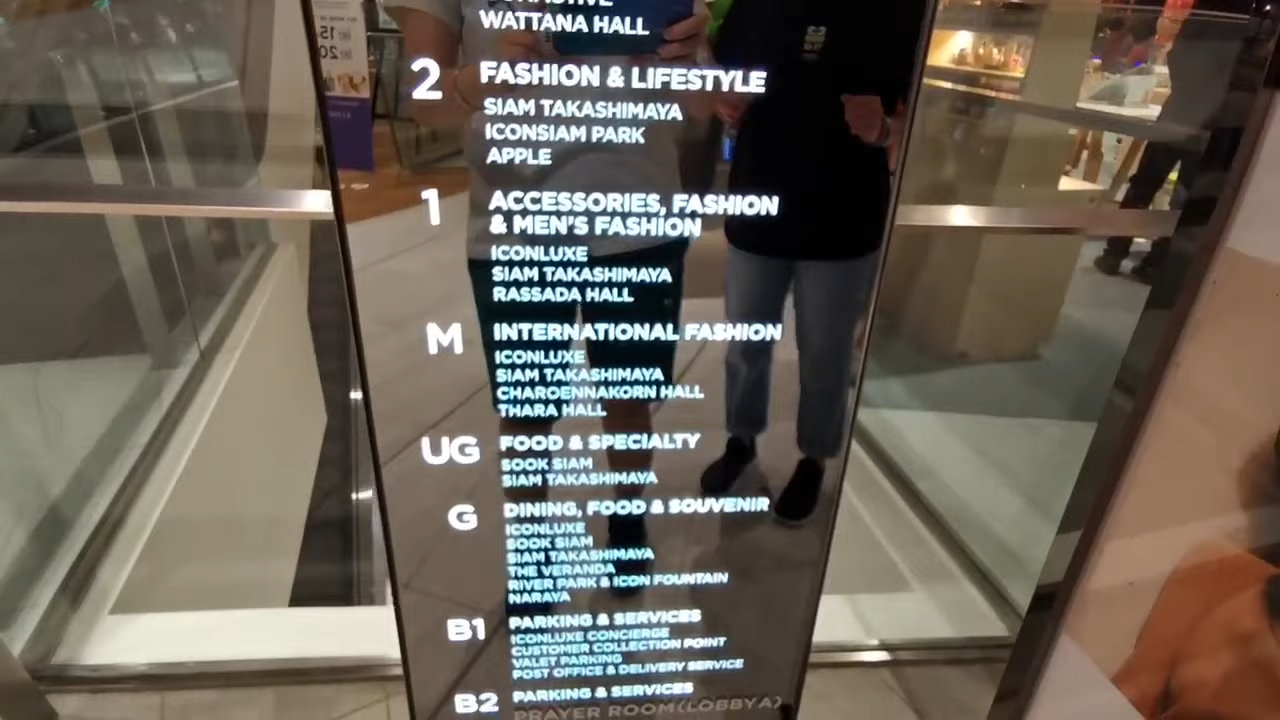 WATTANA HALL
2 FASHION & LIFESTYLE
SIAM TAKASHIMAYA
ICONSIAM PARK
APPLE
1 ACCESSORIES, FASHION
& MEN'S FASHION
ICONLUXE
SIAM TAKASHIMAYA
RASSADA HALL
M INTERNATIONAL FASHION
ICONLUXE
SIAM TAKASHIMAYA
CHAROENNAKORN HALL
THARA HALL
UG FOOD & SPECIALTY
SOOK SIAM
SIAM TAKASHIMAYA
G DINING, FOOD & SOUVENIR
ICONLUXE
SOOK SIAM
SIAM TAKASHIMAYA
THE VERANDA
RIVER PARK & ICON FOUNTAIN
NARAYA
B1 PARKING & SERVICES
ICONLUXE CONCIERGE
CUSTOMER COLLECTION POINT
VALET PARKING
POST OFFICE & DELIVERY SERVICE
B2 PARKING & SERVICES
PRAYER ROOM (LOBBY A)